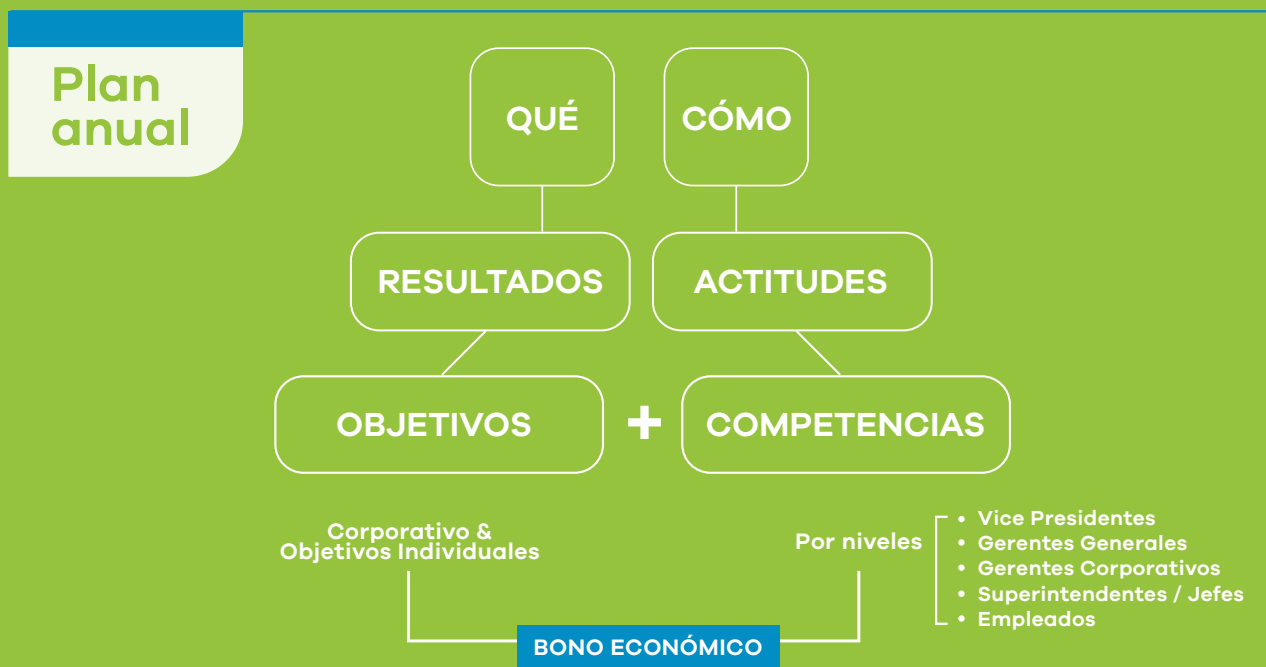 Plan
anual
QUÉ
CÓMO
RESULTADOS
ACTITUDES
OBJETIVOS
+
COMPETENCIAS
Corporativo &
Objetivos Individuales
Por niveles
• Vice Presidentes
• Gerentes Generales
• Gerentes Corporativos
• Superintendentes / Jefes
• Empleados
BONO ECONÓMICO